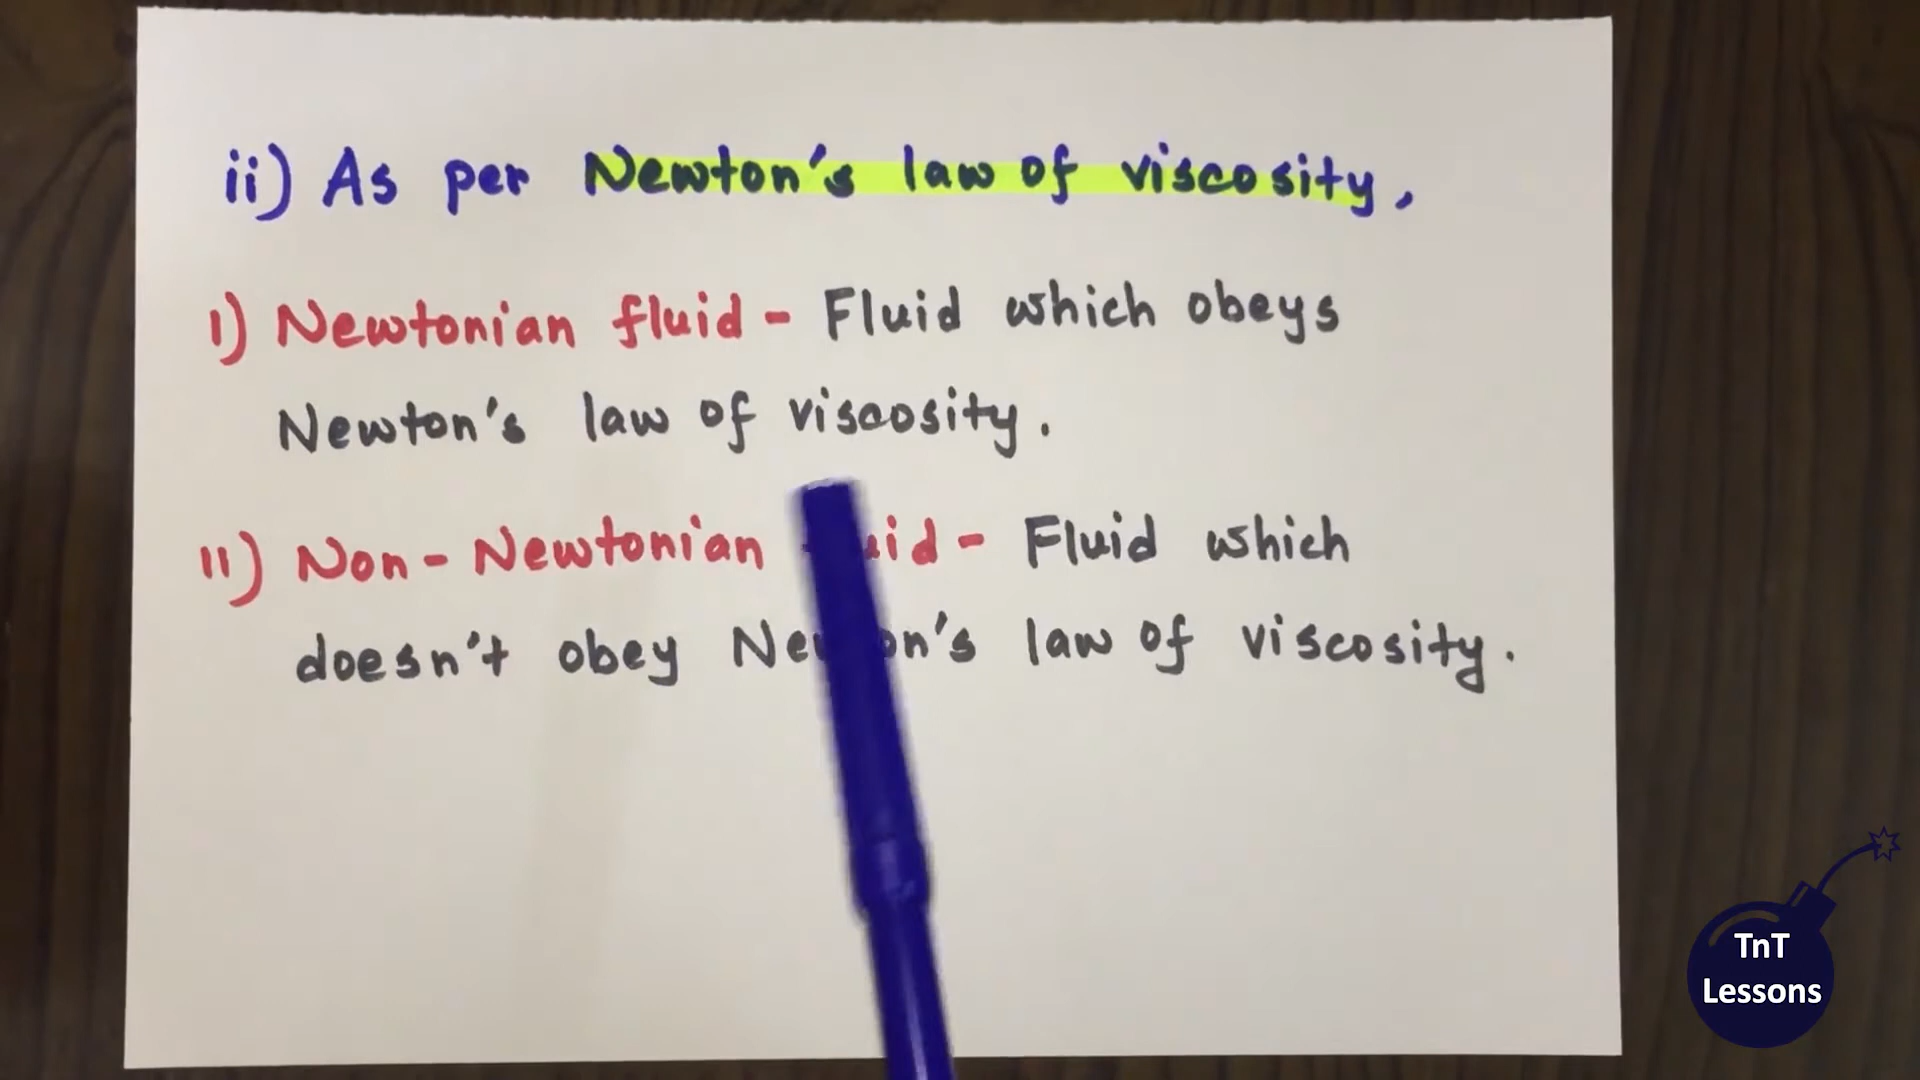 ii) As per Newton's law of viscosity,
I) Newtonian fluid - Fluid which obeys
Newton's law of viscosity.
II) Non-Newtonian - Fluid which
doesn't obey Newton's law of viscosity.
TnT
Lessons